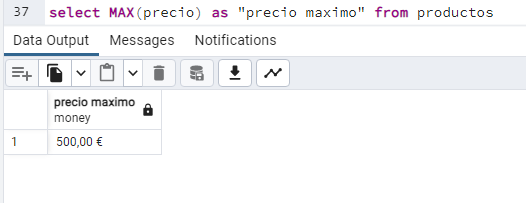 37 select MAX(precio) as "precio maximo" from productos
Data Output Messages Notifications
precio maximo
money
1 500,00 €